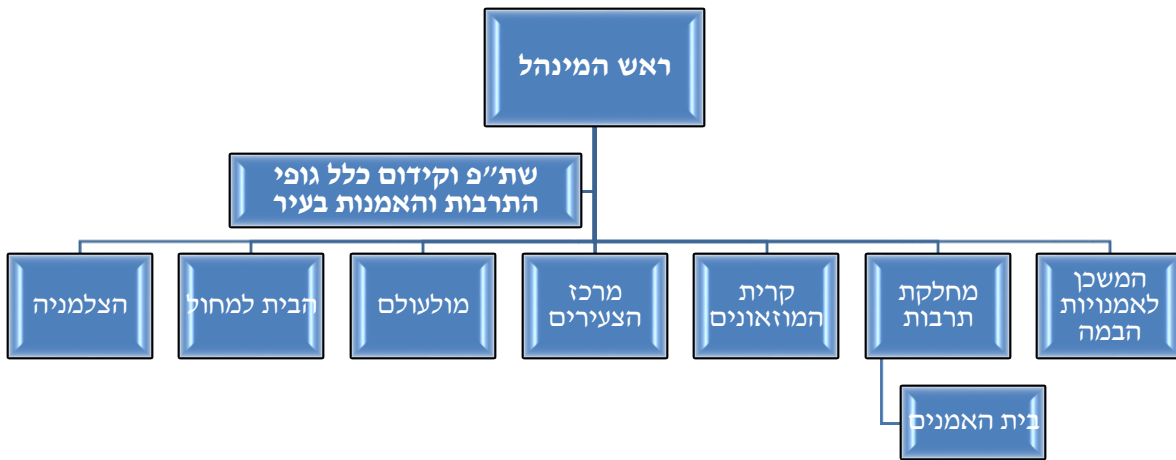 ראש המינהל
שת״פ וקידום כלל גופי
התרבות והאמנות בעיר
המשכן
לאמנויות
הבמה
מחלקת
תרבות
קרית
המוזאונים
מרכז
הצעירים
מולעולם
הבית למחול
הצלמניה
בית האמנים